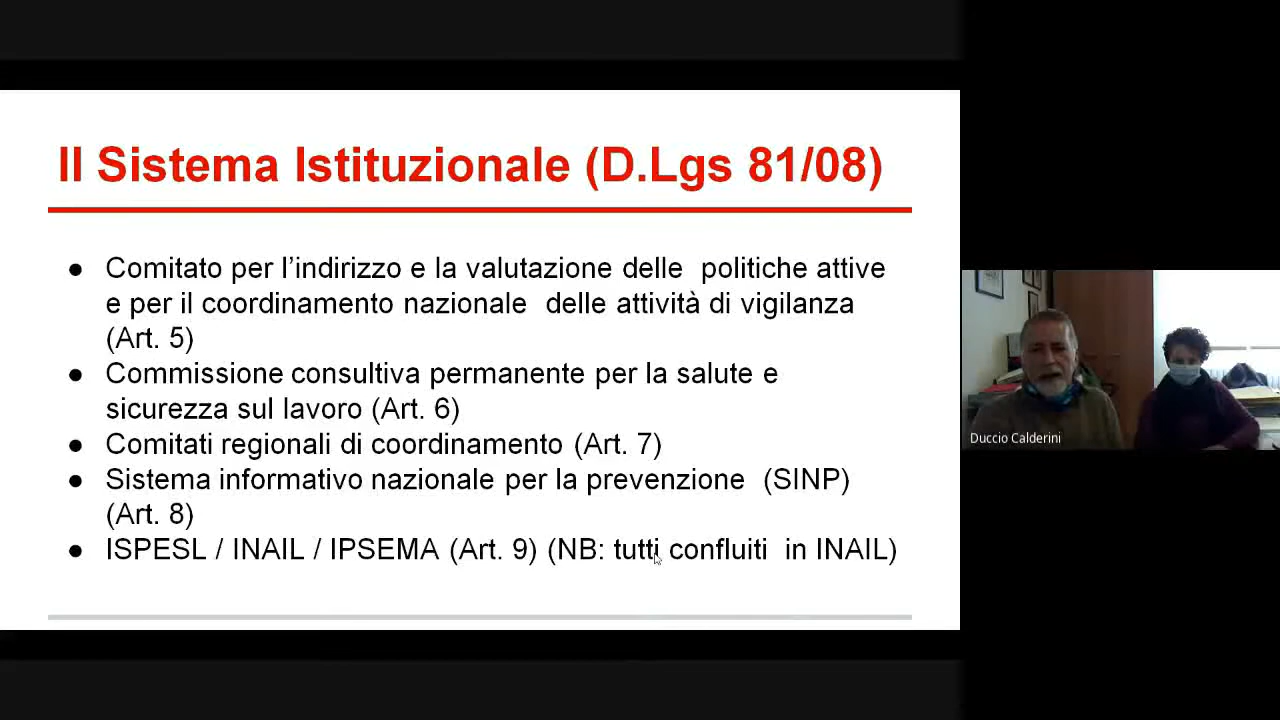 Il Sistema Istituzionale (D.Lgs 81/08)
● Comitato per l’indirizzo e la valutazione delle politiche attive
e per il coordinamento nazionale delle attività di vigilanza
(Art. 5)
● Commissione consultiva permanente per la salute e
sicurezza sul lavoro (Art. 6)
● Comitati regionali di coordinamento (Art. 7)
● Sistema informativo nazionale per la prevenzione (SINP)
(Art. 8)
● ISPESL / INAIL / IPSEMA (Art. 9) (NB: tutti confluiti in INAIL)
Duccio Calderini